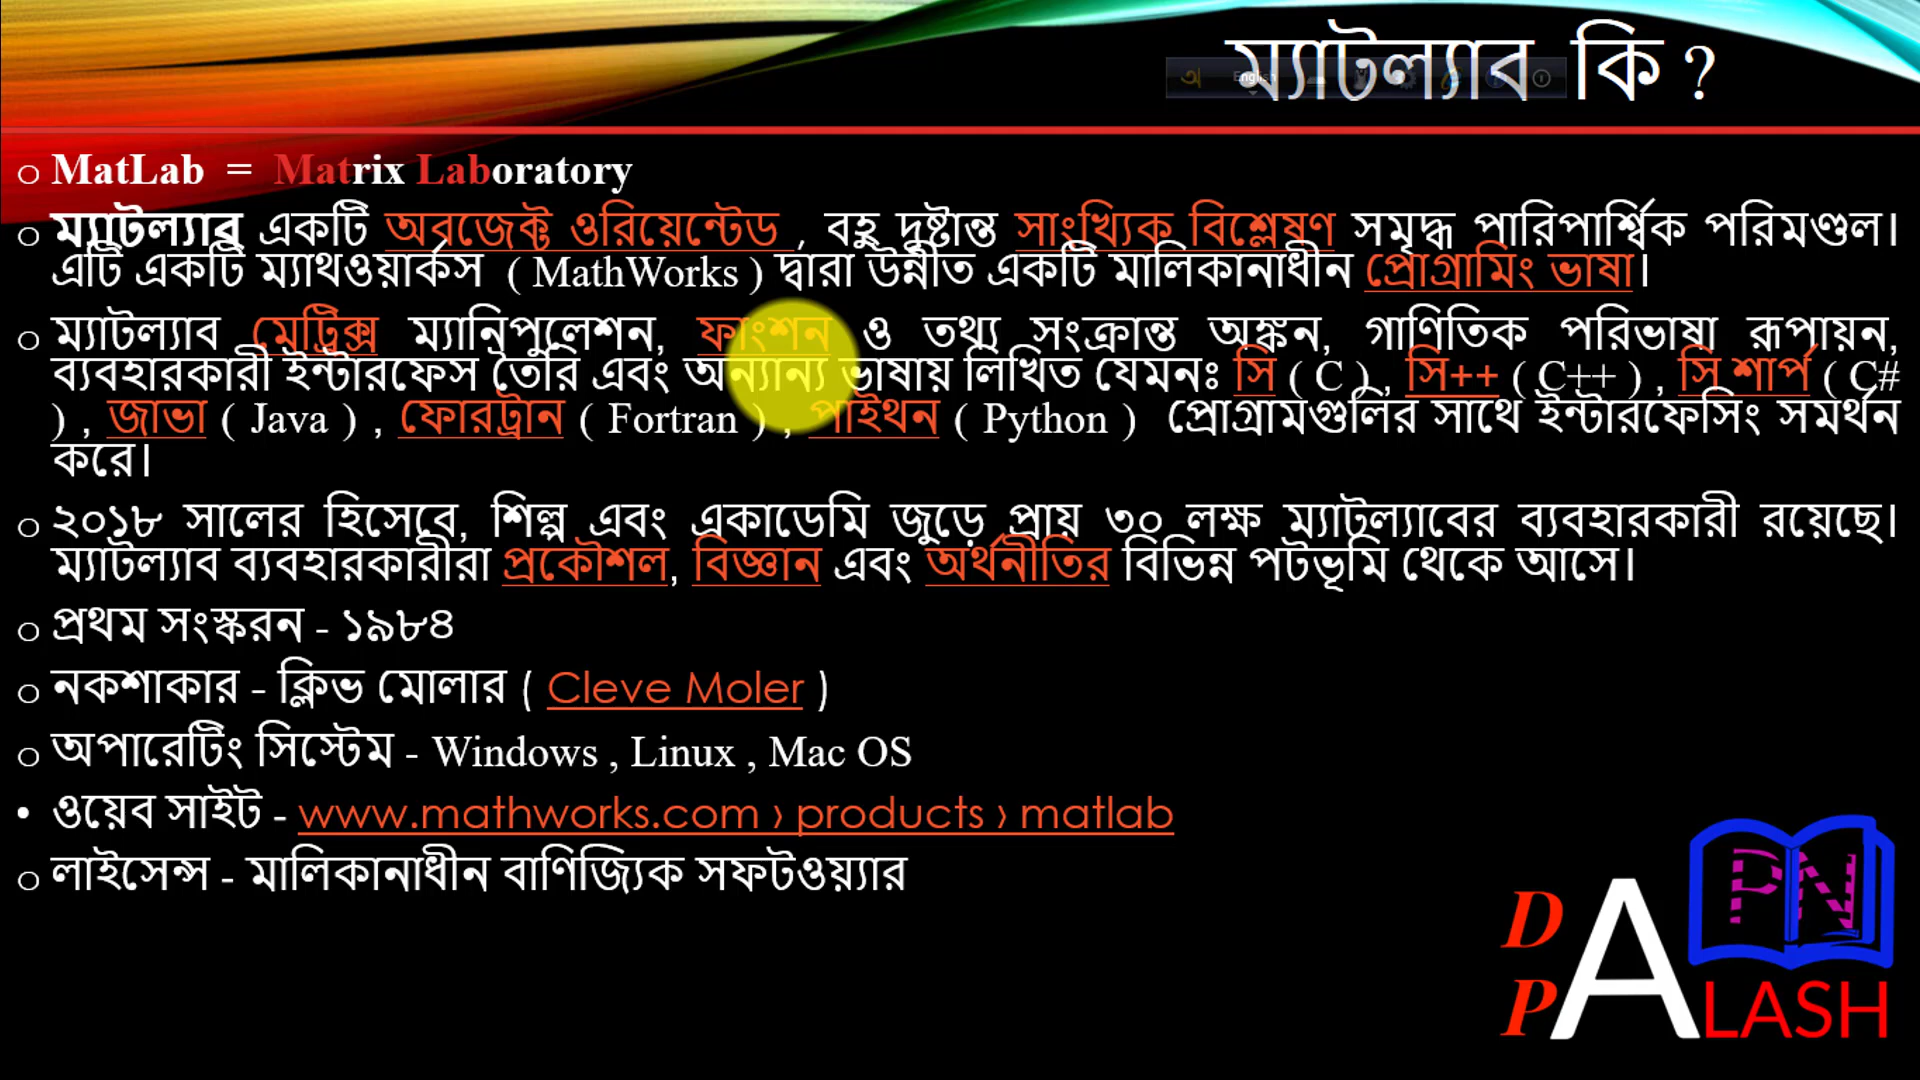 ম্যাটল্যাব কি ?
English
MatLab = Matrix Laboratory
ম্যাটল্যাব একটি অবজেক্ট ওরিয়েন্টেড , বহু দৃষ্টান্ত সাংখ্যিক বিশ্লেষণ সমৃদ্ধ পারিপার্শ্বিক পরিমণ্ডল।
এটি একটি ম্যাথওয়ার্কস ( MathWorks ) দ্বারা উন্নীত একটি মালিকানাধীন প্রোগ্রামিং ভাষা।
ম্যাটল্যাব মেট্রিক্স ম্যানিপুলেশন, ফাংশন ও তথ্য সংক্রান্ত অঙ্কন, গাণিতিক পরিভাষা রূপায়ন,
ব্যবহারকারী ইন্টারফেস তৈরি এবং অন্যান্য ভাষায় লিখিত যেমনঃ সি ( C ) , সি++ ( C++ ) , সি শার্প ( C#
) , জাভা ( Java ) , ফোরট্রান ( Fortran ) , পাইথন ( Python ) প্রোগ্রামগুলির সাথে ইন্টারফেসিং সমর্থন
করে।
২০১৮ সালের হিসেবে, শিল্প এবং একাডেমি জুড়ে প্রায় ৩০ লক্ষ ম্যাটল্যাবের ব্যবহারকারী রয়েছে।
ম্যাটল্যাব ব্যবহারকারীরা প্রকৌশল, বিজ্ঞান এবং অর্থনীতির বিভিন্ন পটভূমি থেকে আসে।
প্রথম সংস্করন - ১৯৮৪
নকশাকার - ক্লিভ মোলার ( Cleve Moler )
অপারেটিং সিস্টেম - Windows , Linux , Mac OS
ওয়েব সাইট - www.mathworks.com › products › matlab
লাইসেন্স - মালিকানাধীন বাণিজ্যিক সফটওয়্যার
PN
D
PALASH